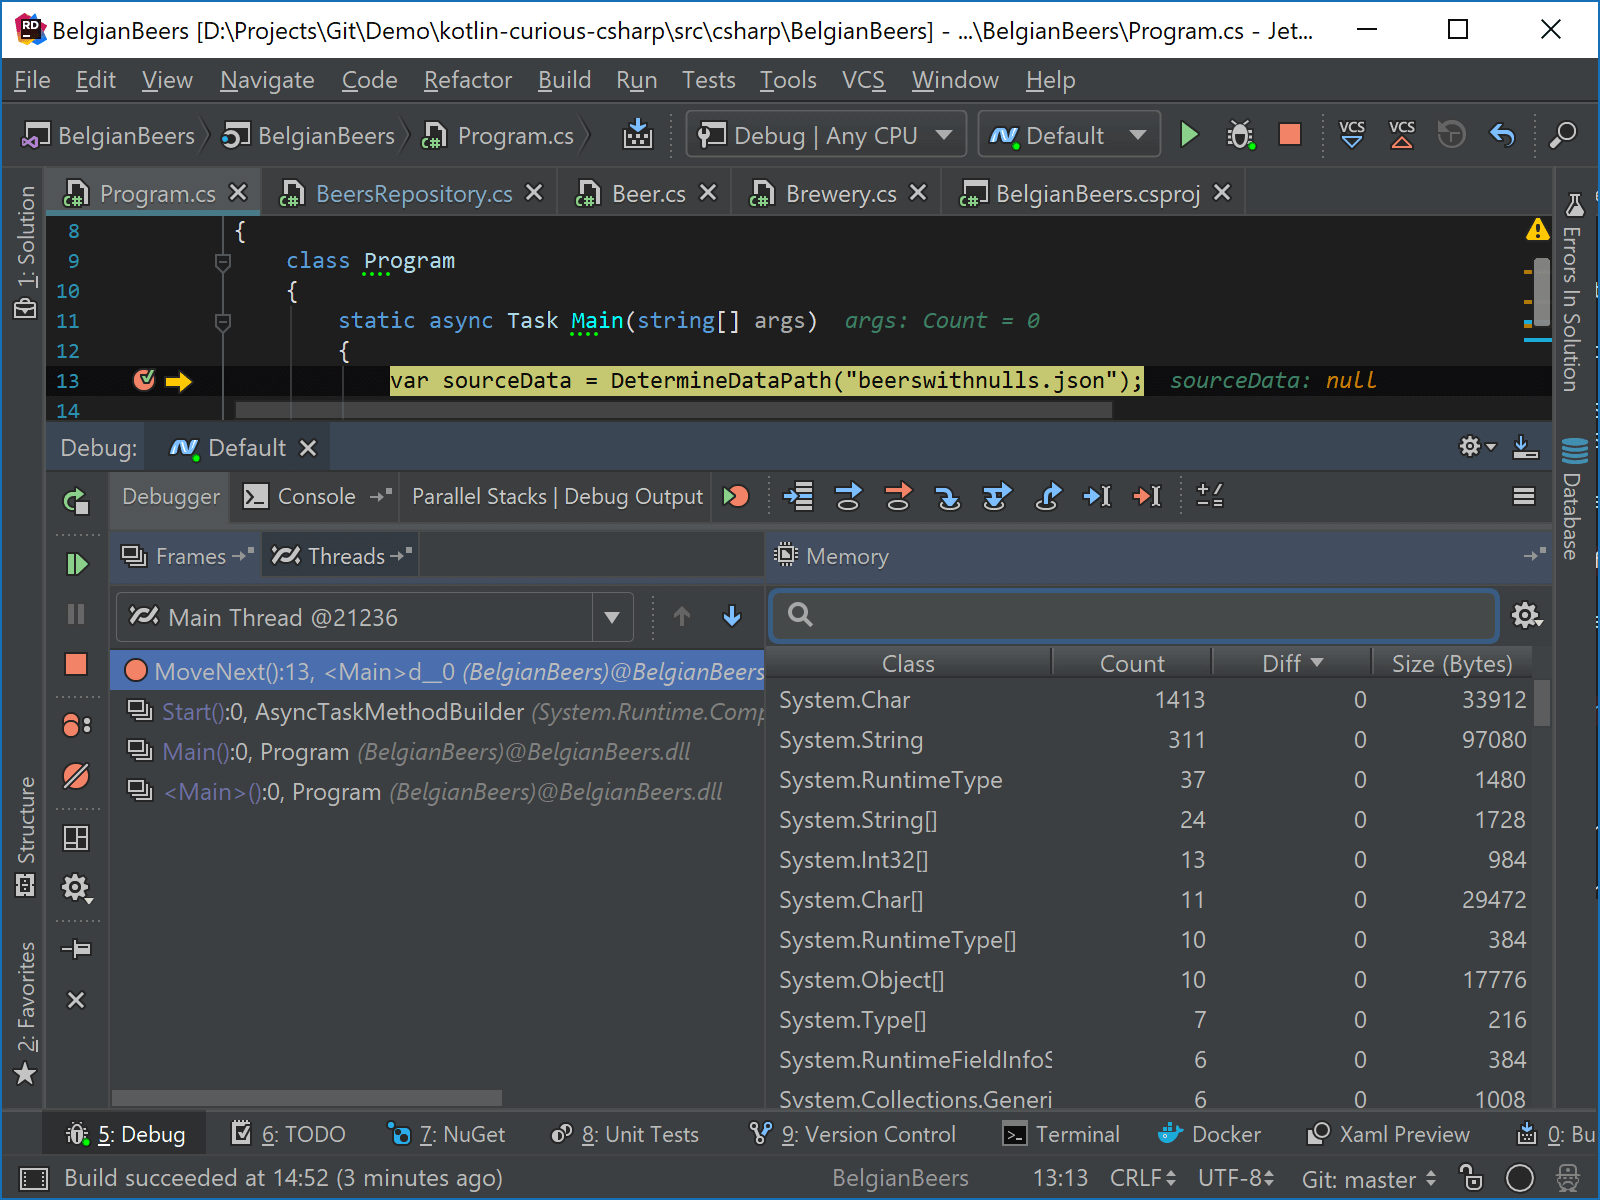 RD BelgianBeers [D:\Projects\Git\Demo\kotlin-curious-csharp\src\csharp\BelgianBeers] - ...\BelgianBeers\Program.cs - Jet...
File Edit View Navigate Code Refactor Build Run Tests Tools VCS Window Help
BelgianBeers BelgianBeers C# Program.cs Debug | Any CPU Default VCS VCS
C# Program.cs C# BeersRepository.cs C# Beer.cs C# Brewery.cs C# BelgianBeers.csproj
1: Solution
Structure
2: Favorites
8 {
9 class Program
10 {
11 static async Task Main(string[] args) args: Count = 0
12 {
13 var sourceData = DetermineDataPath("beerswithnulls.json"); sourceData: null
14
Errors In Solution
Database
Debug: Default
Debugger Console Parallel Stacks | Debug Output
Frames Threads
Main Thread @21236
MoveNext():13, <Main>d__0 (BelgianBeers)@BelgianBeers
Start():0, AsyncTaskMethodBuilder (System.Runtime.Comp
Main():0, Program (BelgianBeers)@BelgianBeers.dll
<Main>():0, Program (BelgianBeers)@BelgianBeers.dll
Memory
Class Count Diff Size (Bytes)
System.Char 1413 0 33912
System.String 311 0 97080
System.RuntimeType 37 0 1480
System.String[] 24 0 1728
System.Int32[] 13 0 984
System.Char[] 11 0 29472
System.RuntimeType[] 10 0 384
System.Object[] 10 0 17776
System.Type[] 7 0 216
System.RuntimeFieldInfoS 6 0 384
System.Collections.Generi 6 0 1008
5: Debug 6: TODO 7: NuGet 8: Unit Tests 9: Version Control Terminal Docker Xaml Preview 0: Bu
Build succeeded at 14:52 (3 minutes ago) BelgianBeers 13:13 CRLF UTF-8 Git: master